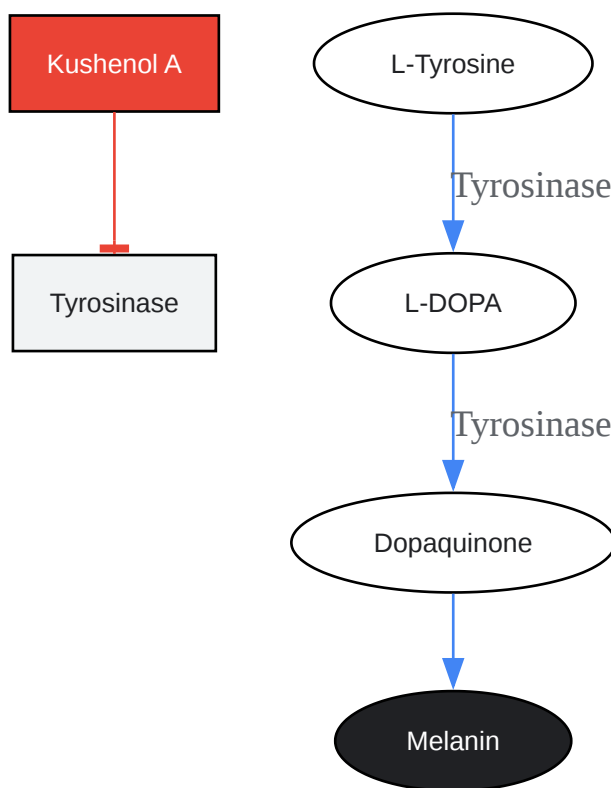 Kushenol A
L-Tyrosine
Tyrosinase
Tyrosinase
L-DOPA
Tyrosinase
Dopaquinone
Melanin